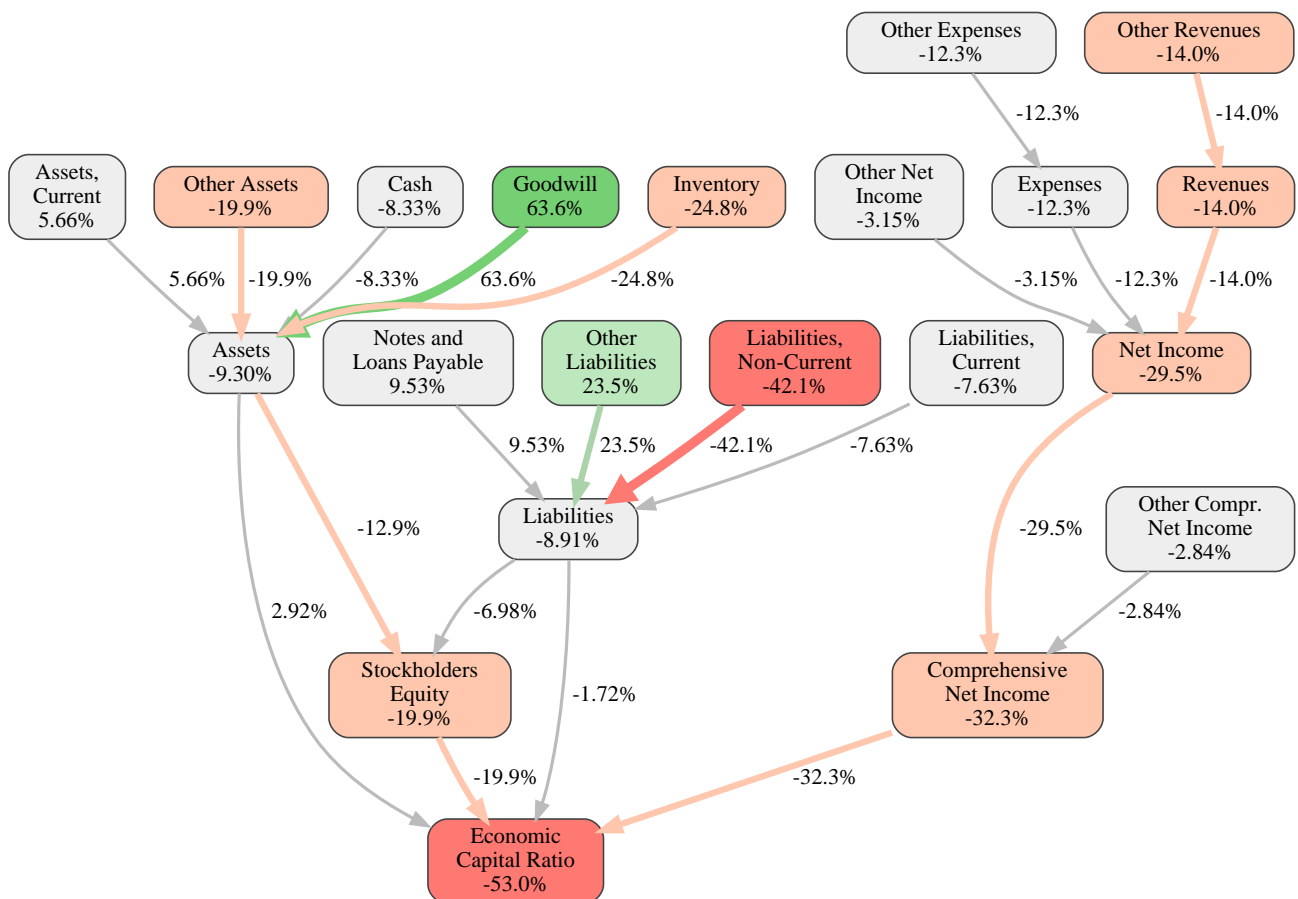 Other Expenses
-12.3%
Other Revenues
-14.0%
-12.3%
-14.0%
Assets,
Current
5.66%
Other Assets
-19.9%
Cash
-8.33%
Goodwill
63.6%
Inventory
-24.8%
Other Net
Income
-3.15%
Expenses
-12.3%
Revenues
-14.0%
5.66%
-19.9%
-8.33%
63.6%
-24.8%
-3.15%
-12.3%
-14.0%
Assets
-9.30%
Notes and
Loans Payable
9.53%
Other
Liabilities
23.5%
Liabilities,
Non-Current
-42.1%
Liabilities,
Current
-7.63%
Net Income
-29.5%
9.53%
23.5%
-42.1%
-7.63%
-12.9%
Liabilities
-8.91%
-29.5%
Other Compr.
Net Income
-2.84%
2.92%
-6.98%
-2.84%
Stockholders
Equity
-19.9%
-1.72%
Comprehensive
Net Income
-32.3%
-19.9%
-32.3%
Economic
Capital Ratio
-53.0%